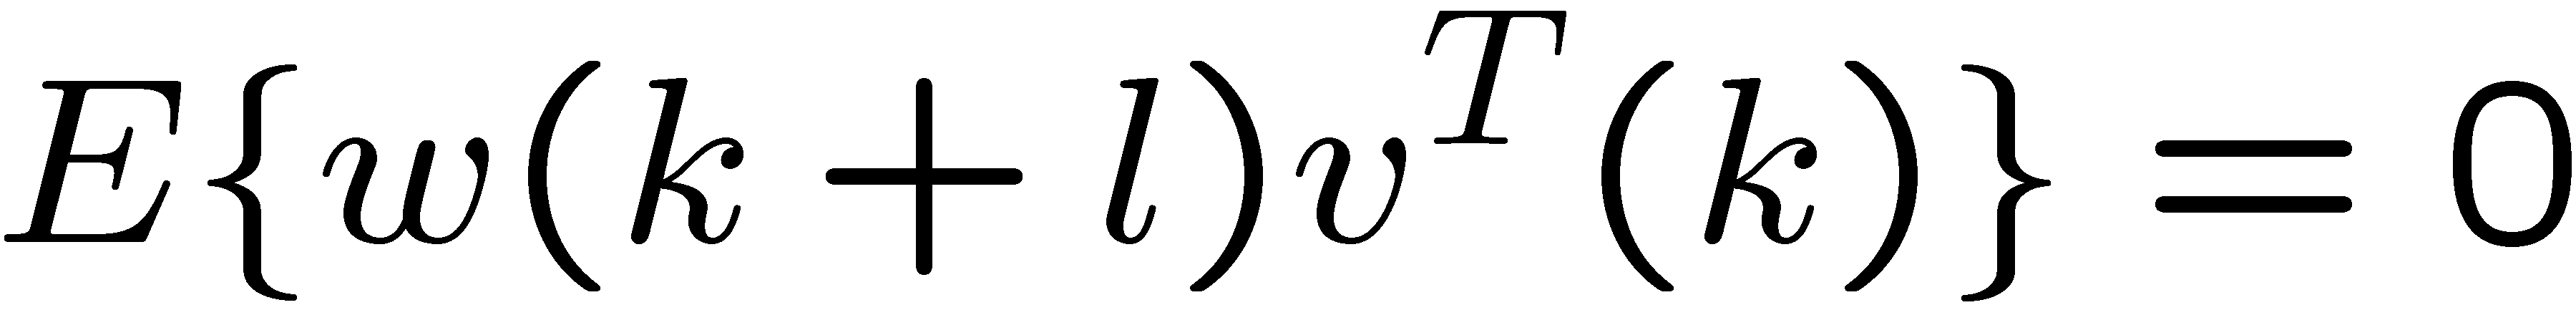 E{w(k + l)v^T(k)} = 0